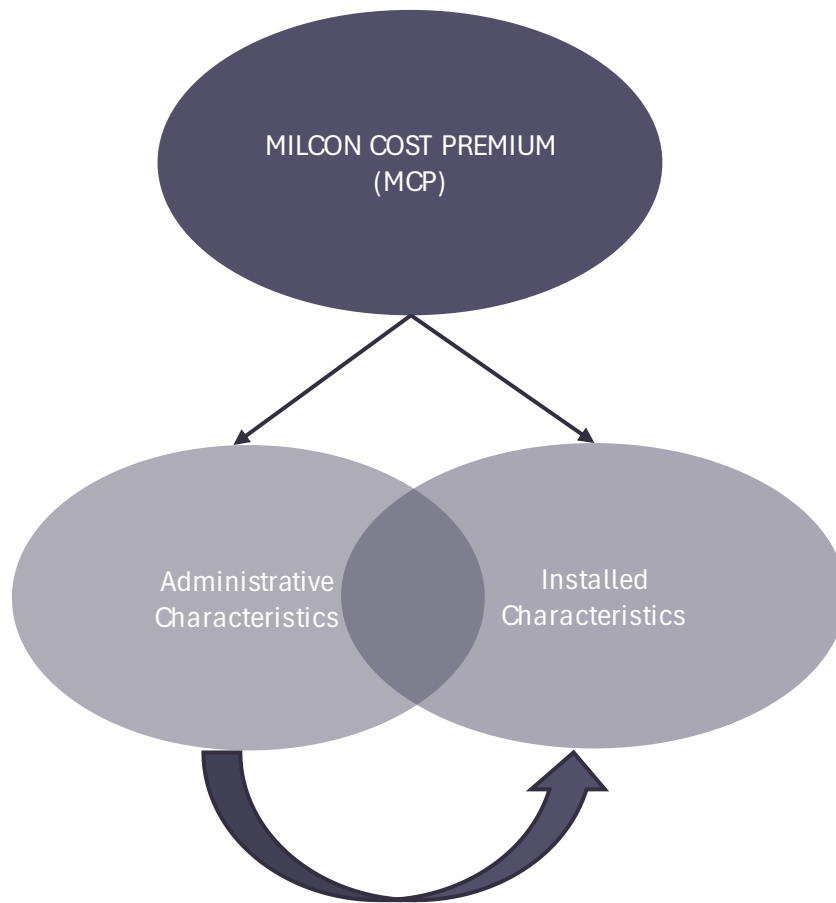 MILCON COST PREMIUM
(MCP)
Administrative
Characteristics
Installed
Characteristics